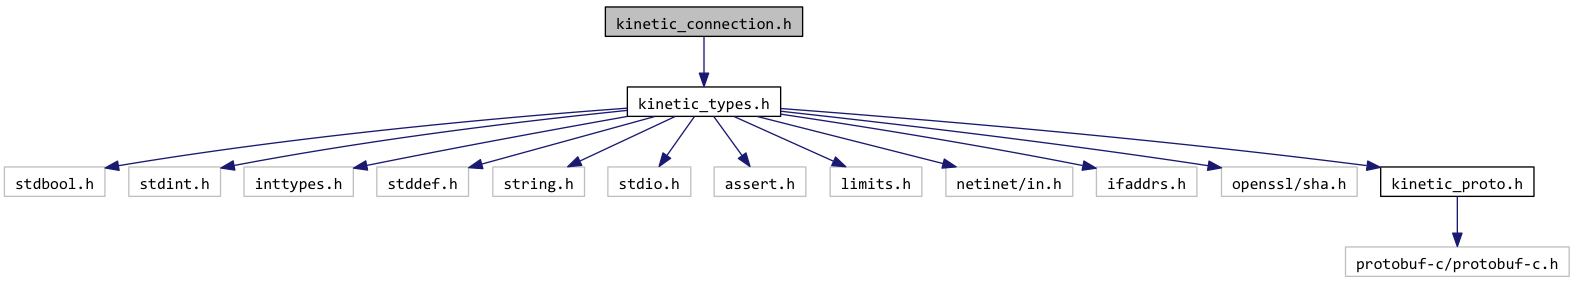 kinetic_connection.h
kinetic_types.h
stdbool.h
stdint.h
inttypes.h
stddef.h
string.h
stdio.h
assert.h
limits.h
netinet/in.h
ifaddrs.h
openssl/sha.h
kinetic_proto.h
protobuf-c/protobuf-c.h